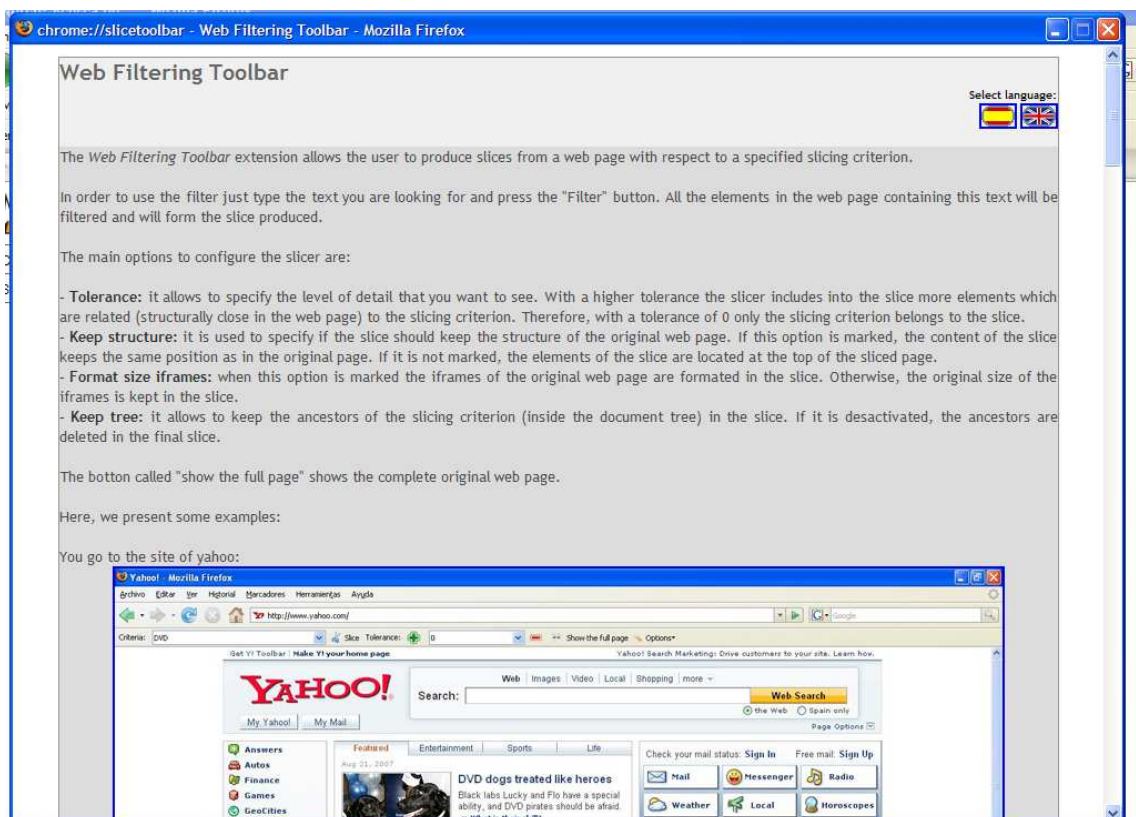 chrome://slicetoolbar - Web Filtering Toolbar - Mozilla Firefox
Web Filtering Toolbar
Select language:
The Web Filtering Toolbar extension allows the user to produce slices from a web page with respect to a specified slicing criterion.
In order to use the filter just type the text you are looking for and press the "Filter" button. All the elements in the web page containing this text will be
filtered and will form the slice produced.
The main options to configure the slicer are:
- Tolerance: it allows to specify the level of detail that you want to see. With a higher tolerance the slicer includes into the slice more elements which
are related (structurally close in the web page) to the slicing criterion. Therefore, with a tolerance of 0 only the slicing criterion belongs to the slice.
- Keep structure: it is used to specify if the slice should keep the structure of the original web page. If this option is marked, the content of the slice
keeps the same position as in the original page. If it is not marked, the elements of the slice are located at the top of the sliced page.
- Format size iframes: when this option is marked the iframes of the original web page are formated in the slice. Otherwise, the original size of the
iframes is kept in the slice.
- Keep tree: it allows to keep the ancestors of the slicing criterion (inside the document tree) in the slice. If it is desactivated, the ancestors are
deleted in the final slice.
The botton called "show the full page" shows the complete original web page.
Here, we present some examples:
You go to the site of yahoo:
Yahoo! - Mozilla Firefox
Archivo Editar Ver Historial Marcadores Herramientas Ayuda
http://www.yahoo.com/ Google
Criteria: DVD Slice Tolerance: 0 Show the full page Options
Get Y! Toolbar Make Y! your home page Yahoo! Search Marketing: Drive customers to your site. Learn how.
YAHOO!
Web Images Video Local Shopping more
Search: Web Search
the Web Spain only
My Yahoo! My Mail Page Options
Answers Featured Entertainment Sports Life Check your mail status: Sign In Free mail: Sign Up
Autos Aug 21, 2007
Finance DVD dogs treated like heroes Mail Messenger Radio
Games Black labs Lucky and Flo have a special
GeoCities ability, and DVD pirates should be afraid. Weather Local Horoscopes